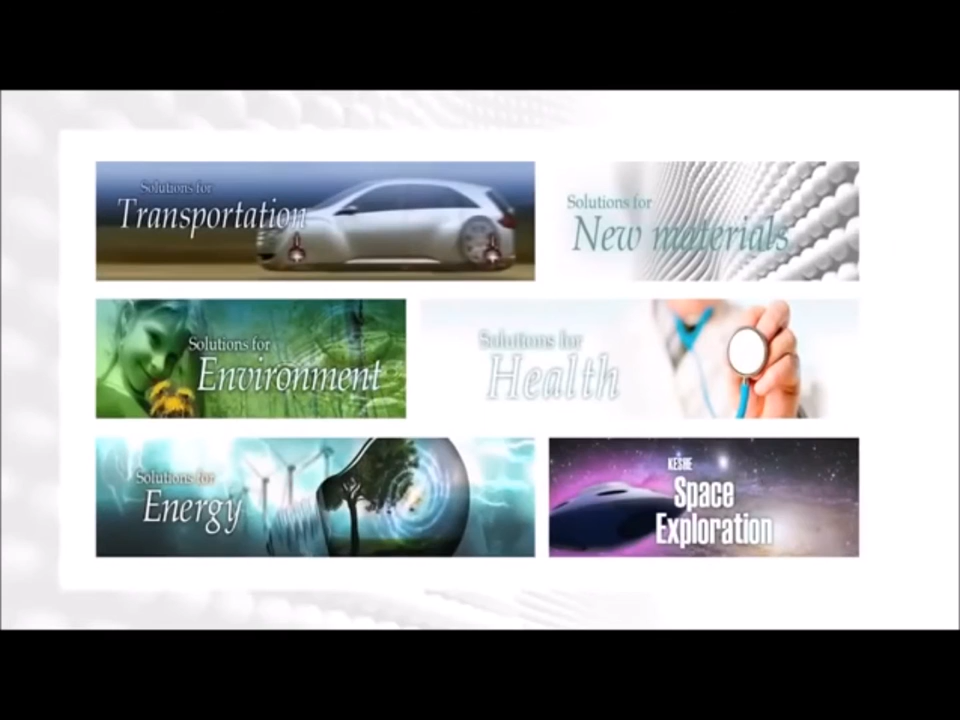 Solutions for
Transportation
Solutions for
New materials
Solutions for
Environment
Solutions for
Health
Solutions for
Energy
KESHE
Space
Exploration